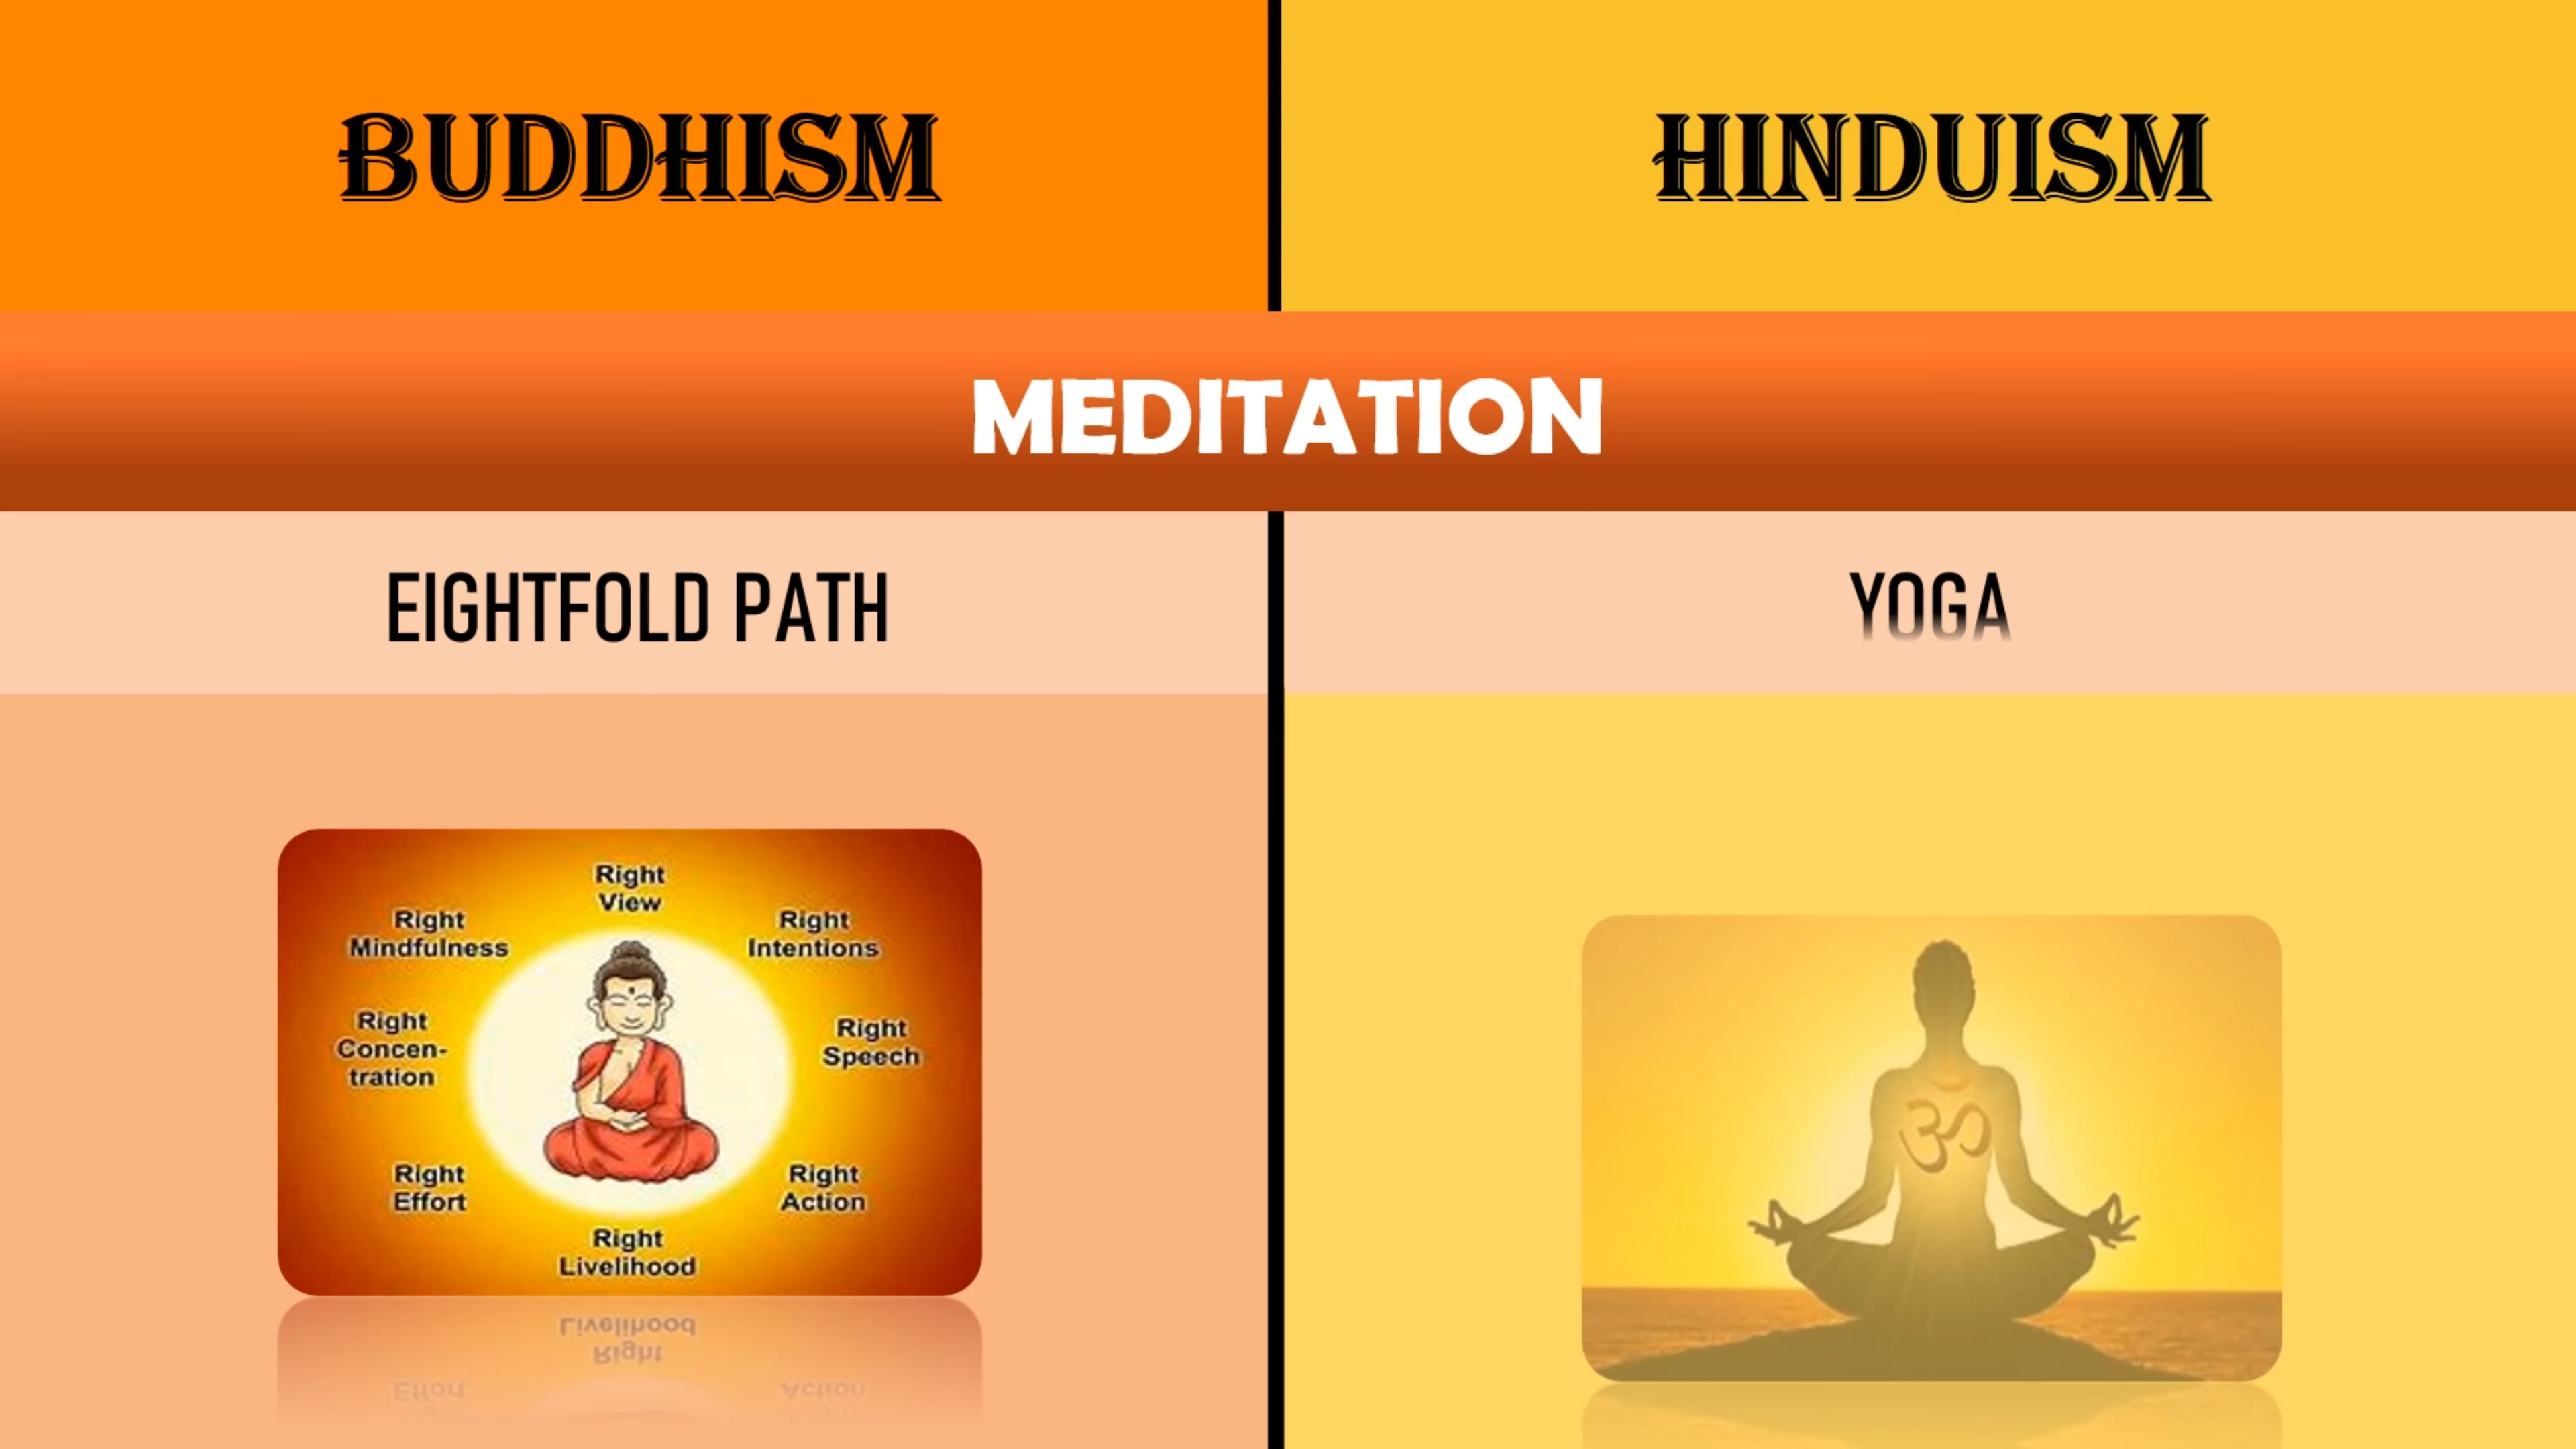 BUDDHISM
HINDUISM
MEDITATION
EIGHTFOLD PATH
YOGA
Right
View
Right
Intentions
Right
Speech
Right
Action
Right
Livelihood
Right
Effort
Right
Concen-
tration
Right
Mindfulness
ॐ